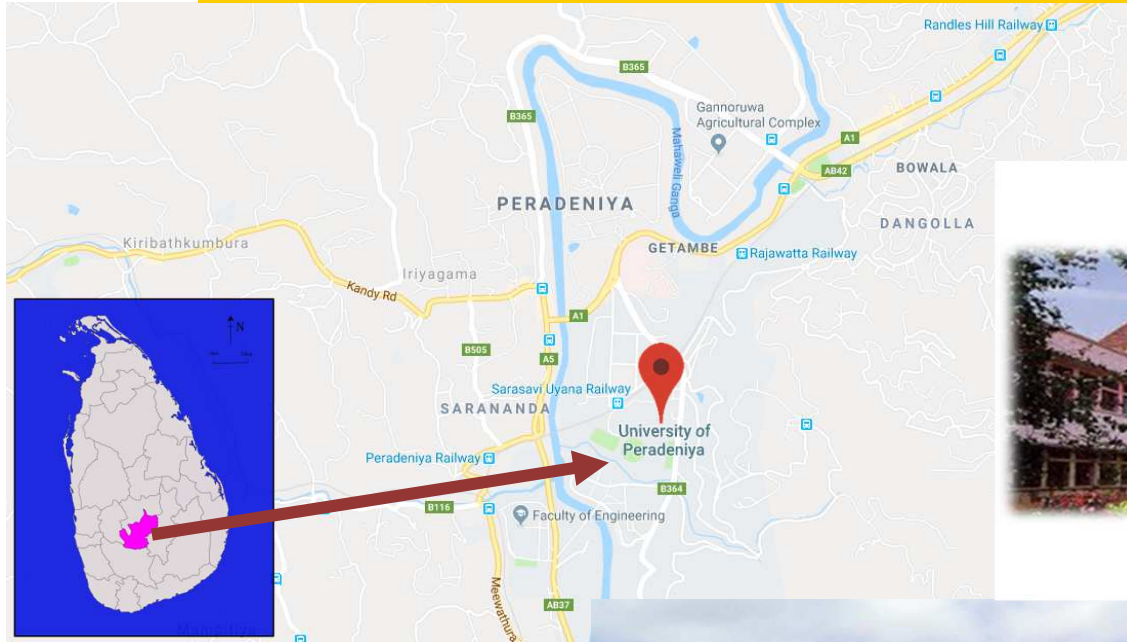 Randles Hill Railway
B365
B365
Gannoruwa
Agricultural Complex
A1
Mahaweli Ganga
AB42
BOWALA
PERADENIYA
DANGOLLA
Kiribathkumbura
GETAMBE
Rajawatta Railway
Iriyagama
Kandy Rd
N
A1
B505
A5
Sarasavi Uyana Railway
SARANANDA
University of
Peradeniya
Peradeniya Railway
B364
B116
Faculty of Engineering
Meewathura
AB37